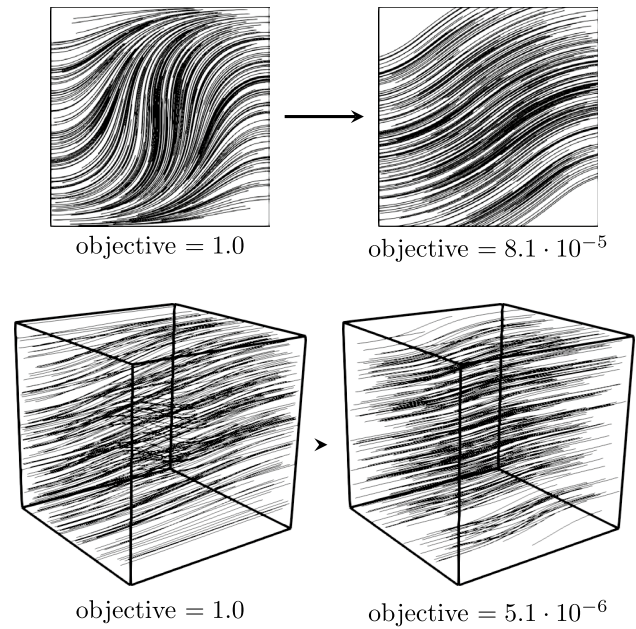 objective = 1.0
objective = 8.1 · 10⁻⁵
objective = 1.0
objective = 5.1 · 10⁻⁶